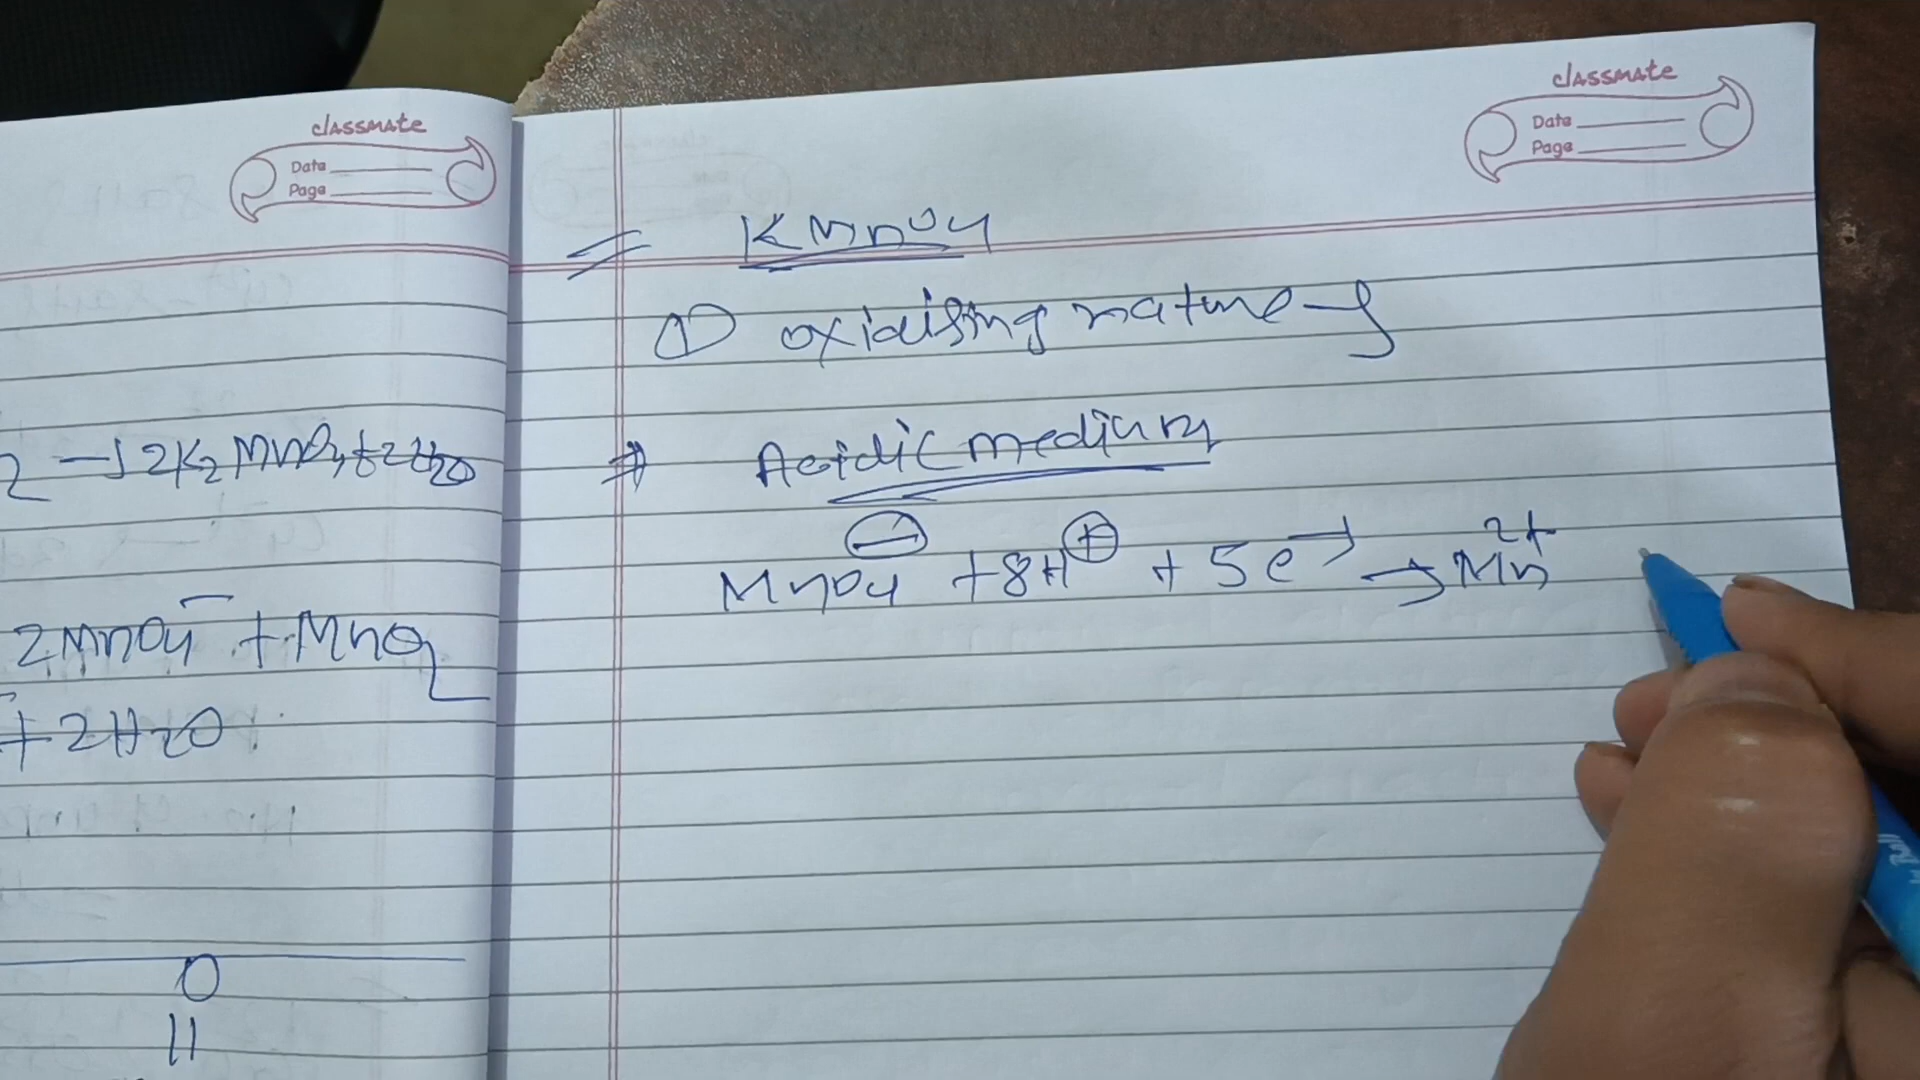 classmate
Date
Page
2 → 2K₂MnO₄ + 2H₂O
2MnO₄⁻ + MnO₂
+ 2H₂O
O
||
classmate
Date
Page
KMnO4
① oxidising nature
⇒ Acidic medium
MnO4⊖ + 8H⊕ + 5e⁻ → Mn²⁺